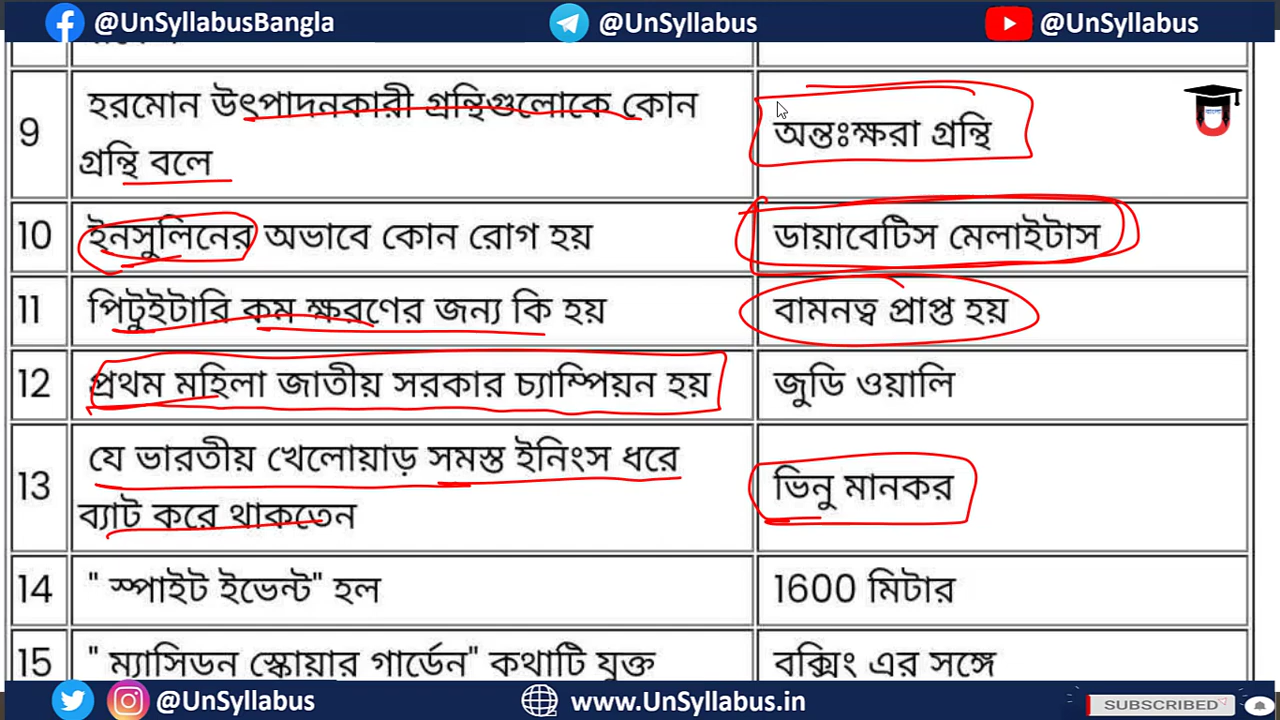 @UnSyllabusBangla @UnSyllabus @UnSyllabus
9 হরমোন উৎপাদনকারী গ্রন্থিগুলোকে কোন
গ্রন্থি বলে
অন্তঃক্ষরা গ্রন্থি
10 ইনসুলিনের অভাবে কোন রোগ হয় ডায়াবেটিস মেলাইটাস
11 পিটুইটারি কম ক্ষরণের জন্য কি হয় বামনত্ব প্রাপ্ত হয়
12 প্রথম মহিলা জাতীয় সরকার চ্যাম্পিয়ন হয় জুডি ওয়ালি
13 যে ভারতীয় খেলোয়াড় সমস্ত ইনিংস ধরে
ব্যাট করে থাকতেন
ভিনু মানকর
14 " স্পাইট ইভেন্ট" হল 1600 মিটার
15 " ম্যাসিডন স্কোয়ার গার্ডেন" কথাটি যুক্ত বক্সিং এর সঙ্গে
@UnSyllabus www.UnSyllabus.in SUBSCRIBED